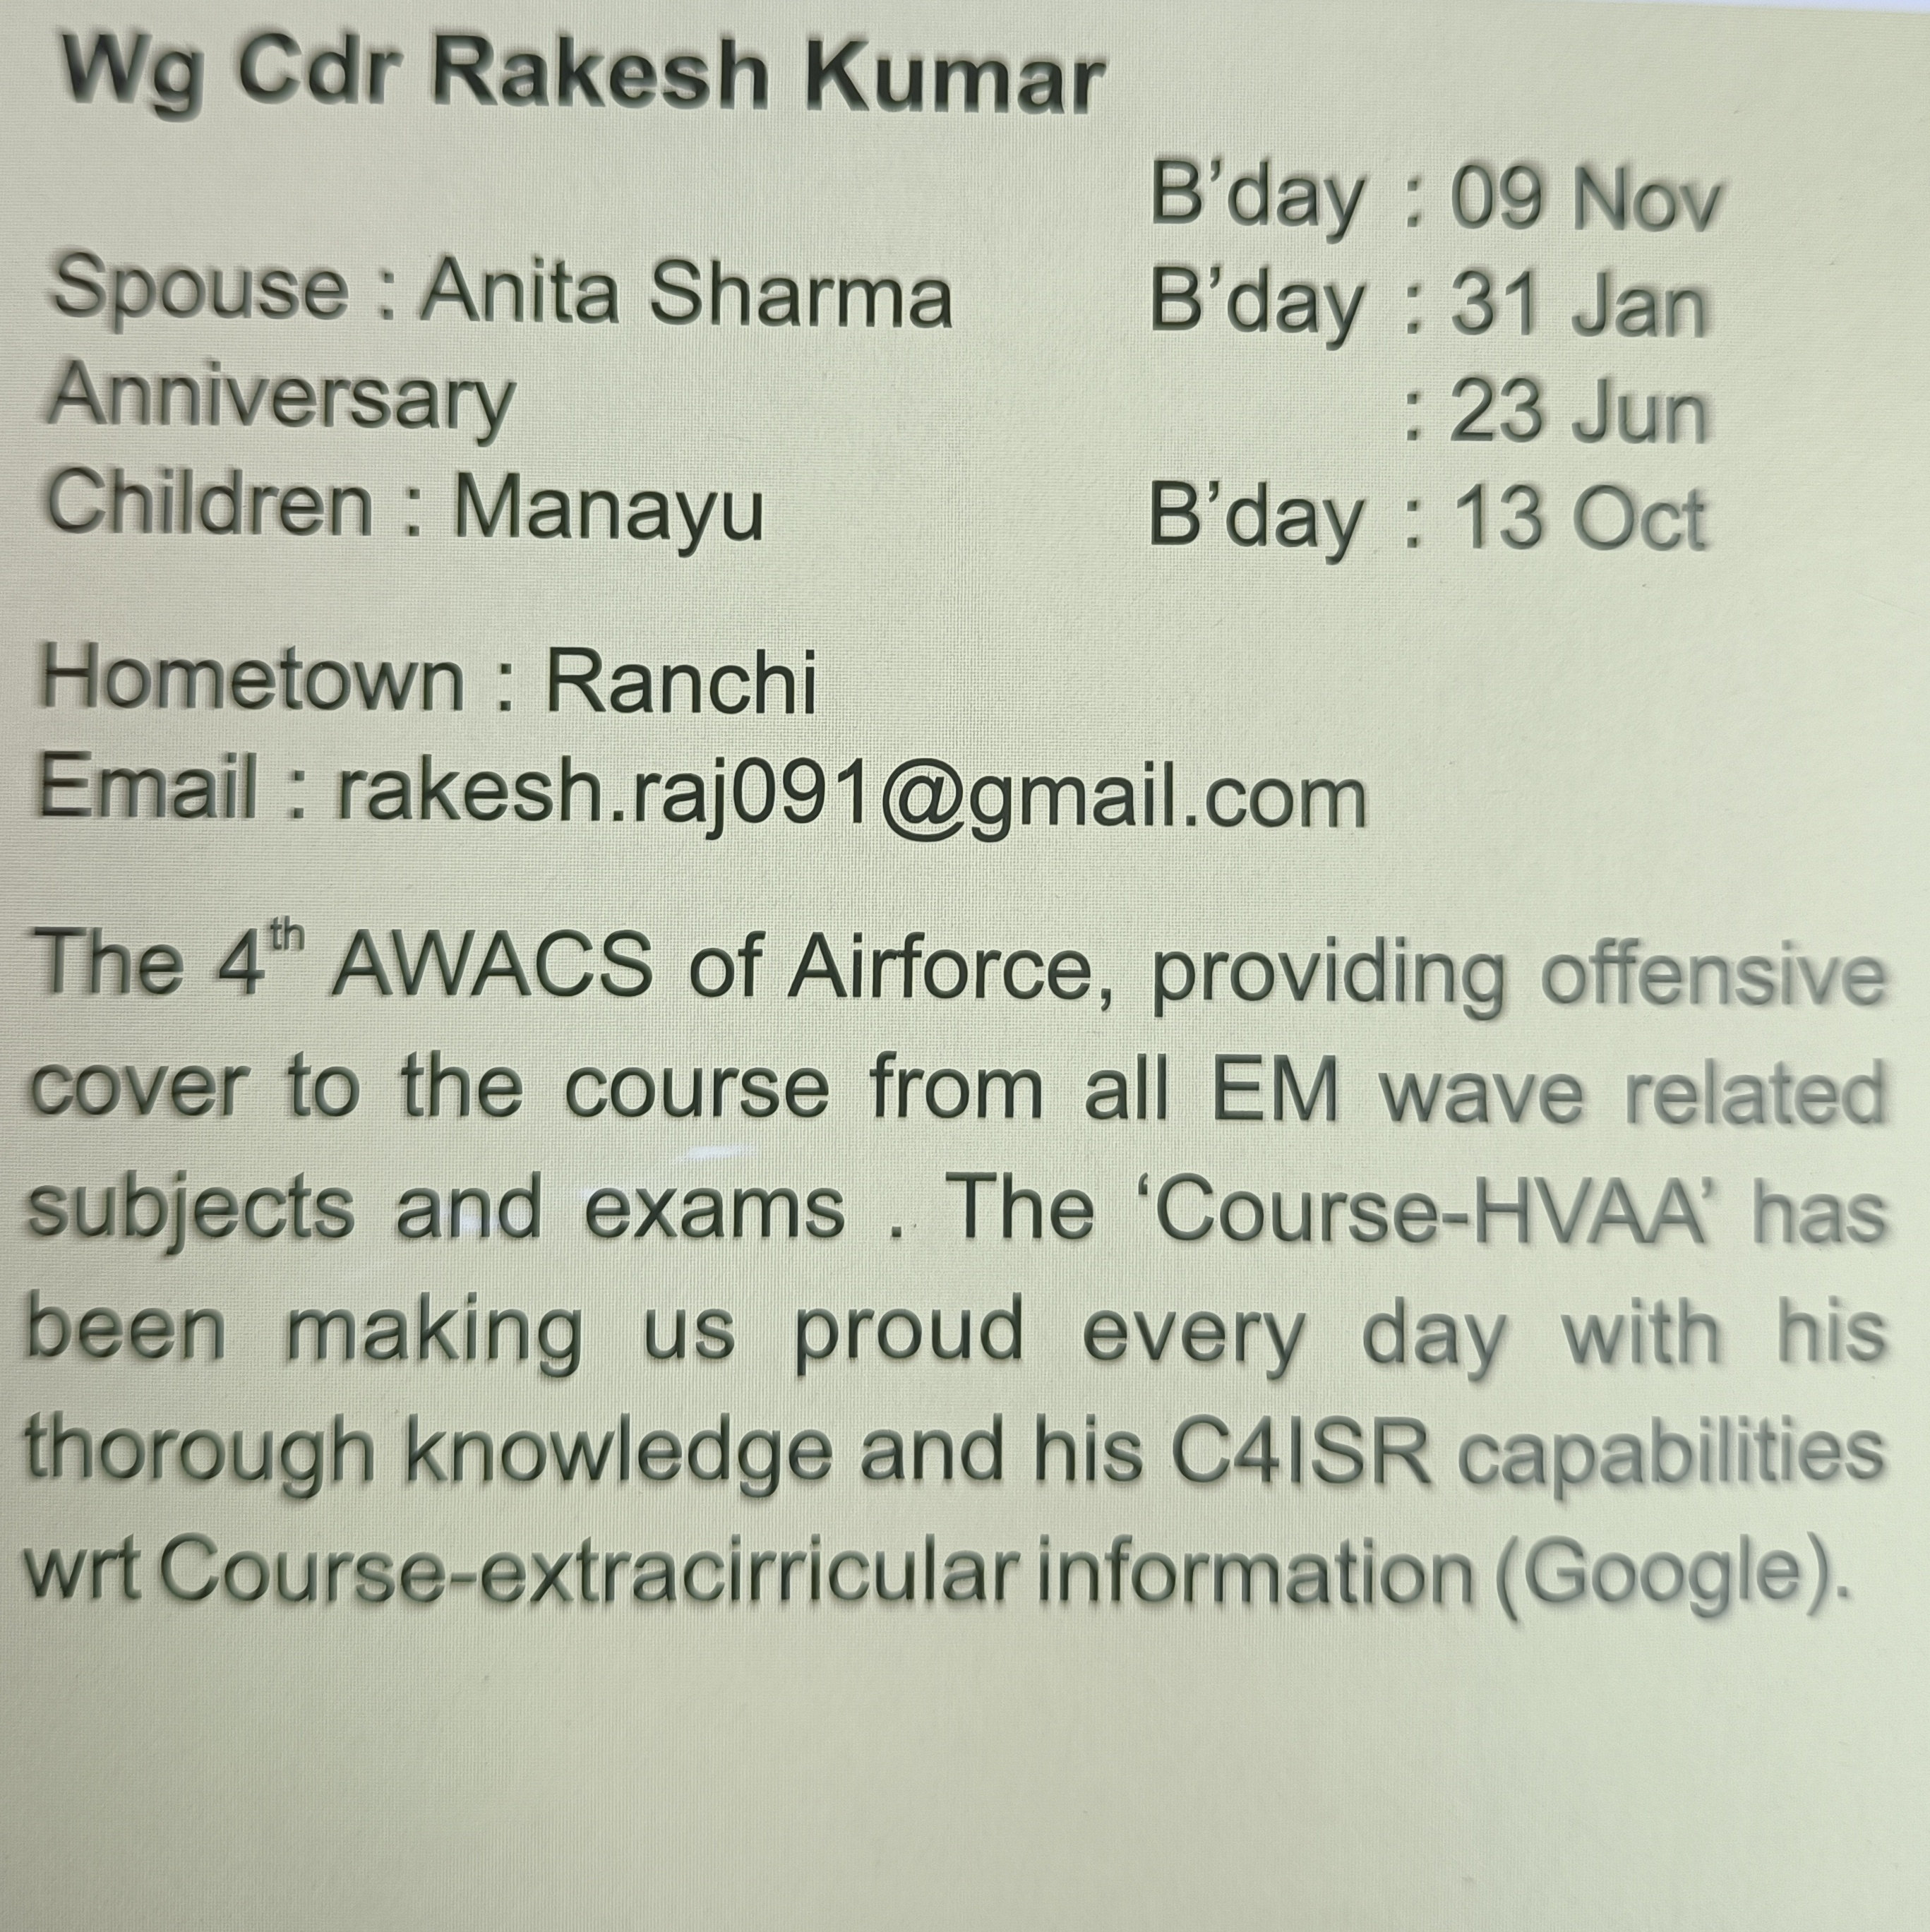 Wg Cdr Rakesh Kumar
B’day : 09 Nov
Spouse : Anita Sharma B’day : 31 Jan
Anniversary : 23 Jun
Children : Manayu B’day : 13 Oct
Hometown : Ranchi
Email : rakesh.raj091@gmail.com
The 4th AWACS of Airforce, providing offensive
cover to the course from all EM wave related
subjects and exams . The ‘Course-HVAA’ has
been making us proud every day with his
thorough knowledge and his C4ISR capabilities
wrt Course-extracirricular information (Google).